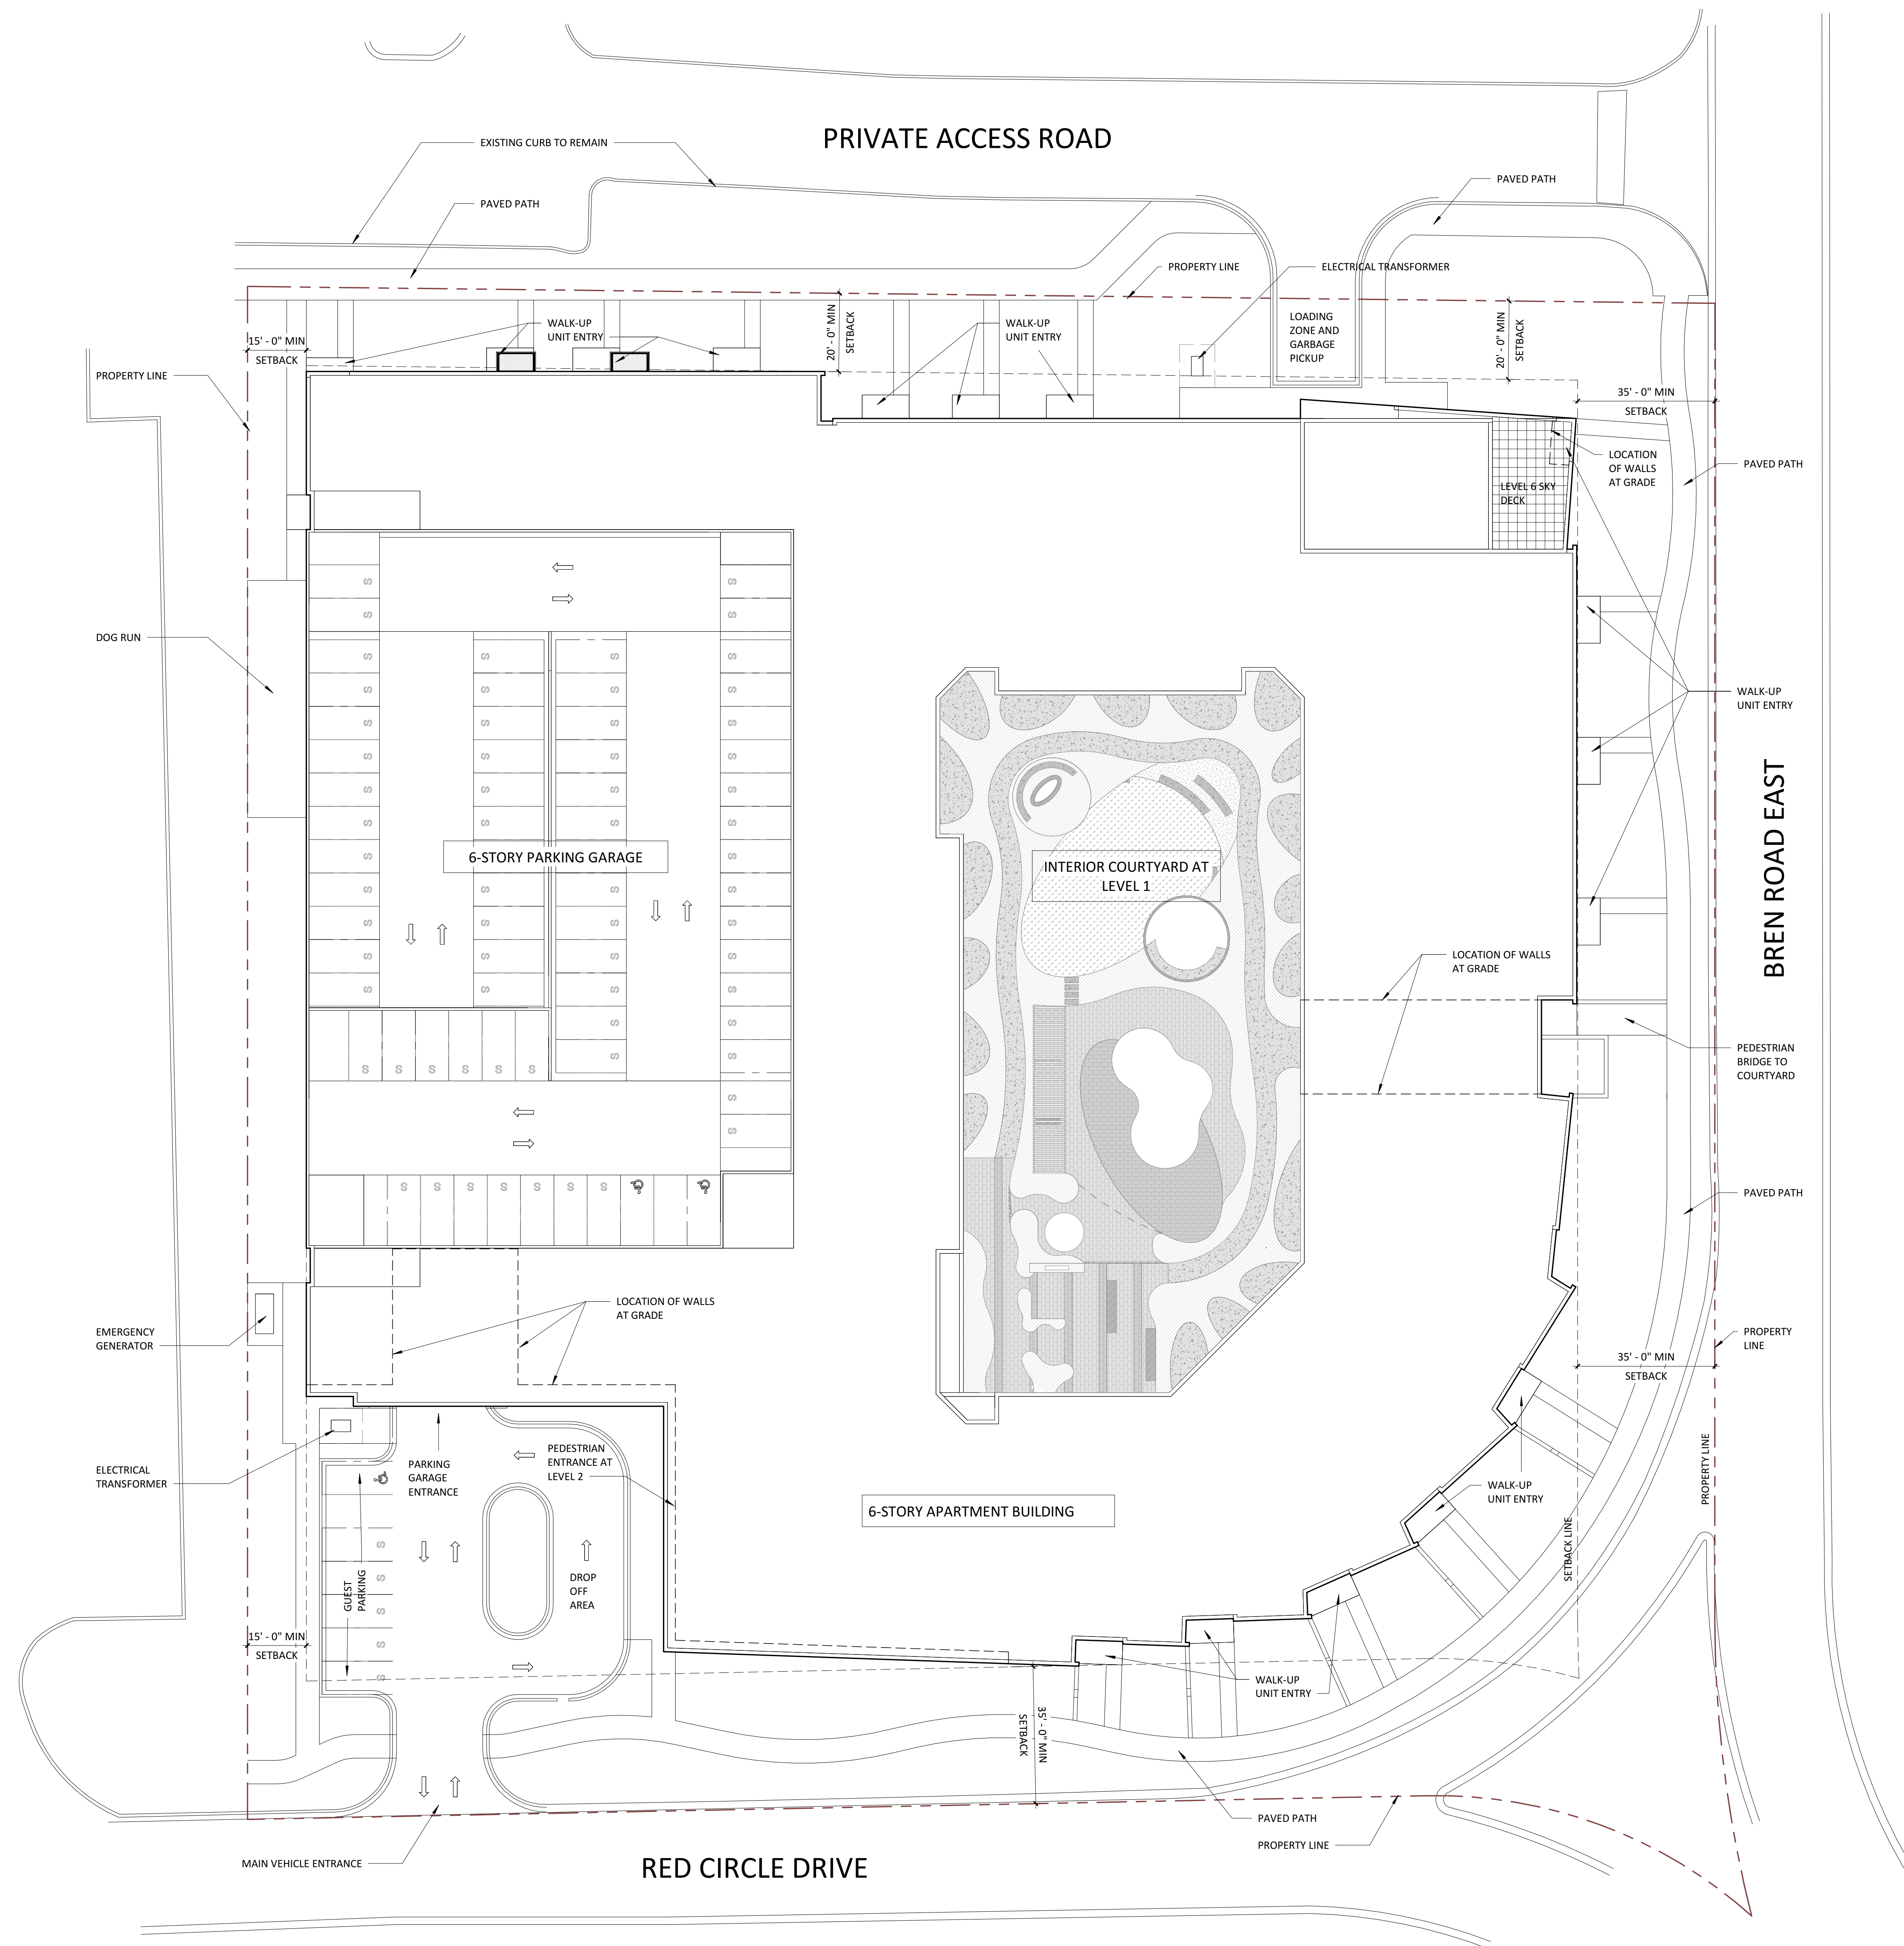 PRIVATE ACCESS ROAD
EXISTING CURB TO REMAIN
PAVED PATH
PAVED PATH
PROPERTY LINE
ELECTRICAL TRANSFORMER
WALK-UP
UNIT ENTRY
20' - 0" MIN
SETBACK
WALK-UP
UNIT ENTRY
LOADING
ZONE AND
GARBAGE
PICKUP
20' - 0" MIN
SETBACK
15' - 0" MIN
SETBACK
PROPERTY LINE
35' - 0" MIN
SETBACK
LOCATION
OF WALLS
AT GRADE
PAVED PATH
LEVEL 6 SKY
DECK
DOG RUN
WALK-UP
UNIT ENTRY
BREN ROAD EAST
6-STORY PARKING GARAGE
INTERIOR COURTYARD AT
LEVEL 1
LOCATION OF WALLS
AT GRADE
PEDESTRIAN
BRIDGE TO
COURTYARD
PAVED PATH
LOCATION OF WALLS
AT GRADE
EMERGENCY
GENERATOR
PROPERTY
LINE
35' - 0" MIN
SETBACK
ELECTRICAL
TRANSFORMER
PARKING
GARAGE
ENTRANCE
PEDESTRIAN
ENTRANCE AT
LEVEL 2
6-STORY APARTMENT BUILDING
WALK-UP
UNIT ENTRY
PROPERTY LINE
SETBACK LINE
GUEST
PARKING
DROP
OFF
AREA
15' - 0" MIN
SETBACK
WALK-UP
UNIT ENTRY
35' - 0" MIN
SETBACK
PAVED PATH
PROPERTY LINE
MAIN VEHICLE ENTRANCE
RED CIRCLE DRIVE
S S S S S S S S S S S S S
S S S S S S S S S S S
S S S S S S S S S S S S S
S S S S S S S S S S S S S S S S S
S S S S S S
S S S S S S S
S S S S S